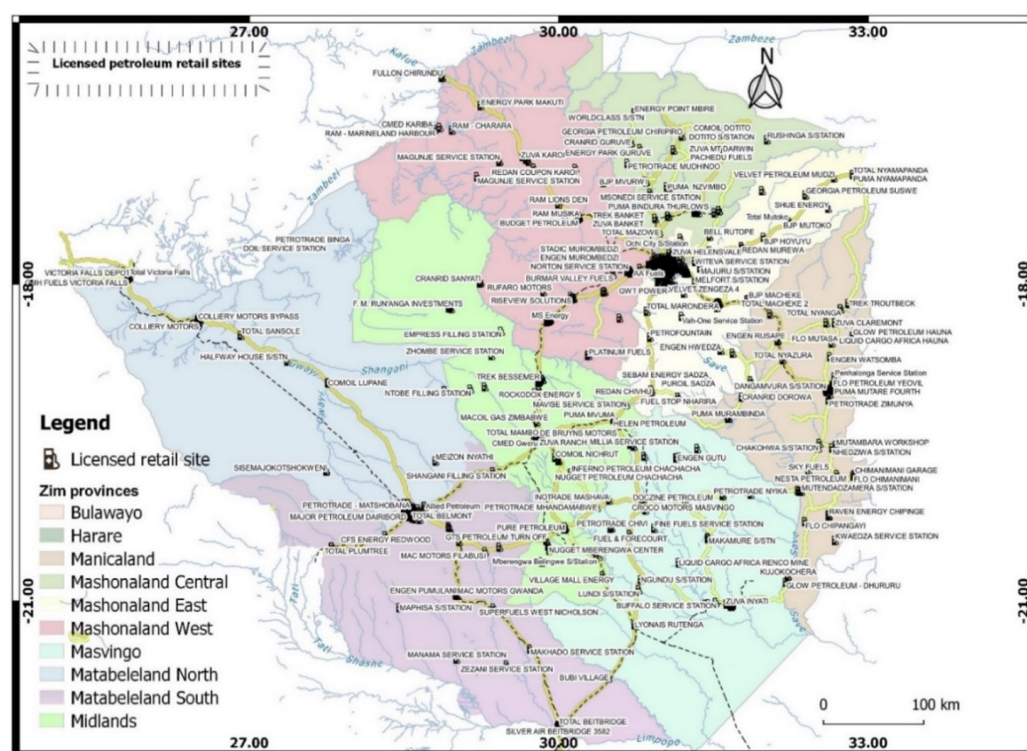 27.00 30.00 33.00
Licensed petroleum retail sites
N
Kafue
Zambezi
Zambeze
FULLON CHIRUNDU
ENERGY PARK MAKUTI
ENERGY POINT MBIRE
WORLDCLASS S/STN
CMED KARIBA
RAM - CHARARA
RAM - MARINELAND HARBOUR
GEORGIA PETROLEUM CHIRIPIRO
COMOIL DOTITO
DOTITO S/STATION
RUSHINGA S/STATION
CRANRID GURUVE
ZUVA MT DARWIN
ZUVA KAROI
ENERGY PARK GURUVE
PACHEDU FUELS
MAGUNJE SERVICE STATION
PETROTRADE MUDHINDO
REDAN COUPON KAROI
TOTAL NYAMAPANDA
VELVET PETROLEUM MUDZI
PUMA NYAMAPANDA
MAGUNJE SERVICE STATION
BJP MVURWI
PUMA NZVIMBO
GEORGIA PETROLEUM SUSWE
Zambezi
RAM LIONS DEN
MSONEDI SERVICE STATION
SHUE ENERGY
RAM MUSIKA
PUMA BINDURA THURLOWS
BUDGET PETROLEUM
TREK BANKET
Total Mutoko
BJP MUTOKO
ZUVA BANKET
TOTAL MAZOWE
BELL RUTOPE
PETROTRADE BINGA
STADIC MUROMBEDZI
Ochi City S/Station
BJP HOYUYU
DOIL SERVICE STATION
ENGEN MUROMBEDZI
ZUVA HELENSVALE
REDAN MUREWA
NORTON SERVICE STATION
WITEVA SERVICE STATION
VICTORIA FALLS DEPOT
Total Victoria Falls
CRANRID SANYATI
BURMAR VALLEY FUELS
AA Fuels
MAJURU S/STATION
MH FUELS VICTORIA FALLS
RUFARO MOTORS
MELFORT S/STATION
-18.00 -18.00
RISEVIEW SOLUTIONS
GWT POWER
VELVET ZENGEZA 4
BJP MACHEKE
F. M. RUN'ANGA INVESTMENTS
TOTAL MARONDERA
TOTAL MACHEKE 2
TREK TROUTBECK
COLLIERY MOTORS BYPASS
MS Energy
Vah-One Service Station
TOTAL NYANGA
COLLIERY MOTORS
ZUVA CLAREMONT
TOTAL SANSOLE
EMPRESS FILLING STATION
PETROFOUNTAIN
ENGEN RUSAPE
FLO MUTASA
GLOW PETROLEUM HAUNA
LIQUID CARGO AFRICA HAUNA
HALFWAY HOUSE S/STN
ZHOMBE SERVICE STATION
PLATINUM FUELS
ENGEN HWEDZA
Save
TOTAL NYAZURA
ENGEN WATSOMBA
Shangani
Gwayi
TREK BESSEMER
SEBAM ENERGY SADZA
Penhalonga Service Station
COMOIL LUPANE
PUROIL SADZA
DANGAMVURA S/STATION
FLO PETROLEUM YEOVIL
NTOBE FILLING STATION
ROCKODOX ENERGY 5
REDAN CHIVHU
FUEL STOP NHARIRA
CRANRID DOROWA
PUMA MUTARE FOURTH
MAVISE SERVICE STATION
PETROTRADE ZIMUNYA
MACOIL GAS ZIMBABWE
PUMA MVUMA
HELEN PETROLEUM
PUMA MURAMBINDA
TOTAL MAMBO
DE BRUYNS MOTORS
CMED Gweru
ZUVA RANCH
MILLIA SERVICE STATION
CHAKOHWA S/STATION
MUTAMBARA WORKSHOP
NHEDZIWA S/STATION
SISEMAJOKOTSHOKWENI
MEIZON INYATHI
COMOIL NICHRUT
ENGEN GUTU
SHANGANI FILLING STATION
INFERNO PETROLEUM CHACHACHA
SKY FUELS
CHIMANIMANI GARAGE
NUGGET PETROLEUM CHACHACHA
NESTA PETROLEUM
FLO CHIMANIMANI
INOTRADE MASHAVA
DOCZINE PETROLEUM
PETROTRADE NYIKA
MUTENDADZAMERA S/STATION
PETROTRADE - MATSHOBANA
Allied Petroleum
PETROTRADE MHANDAMABWE
CROCO MOTORS MASVINGO
MAJOR PETROLEUM DAIRIBORD
TOTAL BELMONT
RAVEN ENERGY CHIPINGE
PURE PETROLEUM
PETROTRADE CHIVI
FINE FUELS SERVICE STATION
FLO CHIPANGAYI
CFS ENERGY REDWOOD
GTS PETROLEUM TURN OFF
FUEL & FORECOURT
MAKAMURE S/STN
KWAEDZA SERVICE STATION
TOTAL PLUMTREE
MAC MOTORS FILABUSI
NUGGET MBERENGWA CENTER
Save
Mberengwa Belingwe S/Station
LIQUID CARGO AFRICA RENCO MINE
KUJOKOCHERA
VILLAGE MALL ENERGY
NGUNDU S/STATION
GLOW PETROLEUM - DHURURU
ENGEN PUMULANI
MAC MOTORS GWANDA
LUNDI S/STATION
MAPHISA S/STATION
SUPERFUELS WEST NICHOLSON
BUFFALO SERVICE STATION
ZUVA INYATI
-21.00 -21.00
LYONAIS RUTENGA
Save
Tati
Tati
Shashe
MANAMA SERVICE STATION
MAKHADO SERVICE STATION
ZEZANI SERVICE STATION
BUBI VILLAGE
TOTAL BEITBRIDGE
SILVER AIR BEITBRIDGE 3582
Limpopo
Legend
Licensed retail site
Zim provinces
Bulawayo
Harare
Manicaland
Mashonaland Central
Mashonaland East
Mashonaland West
Masvingo
Matabeleland North
Matabeleland South
Midlands
0 100 km
27.00 30.00 33.00